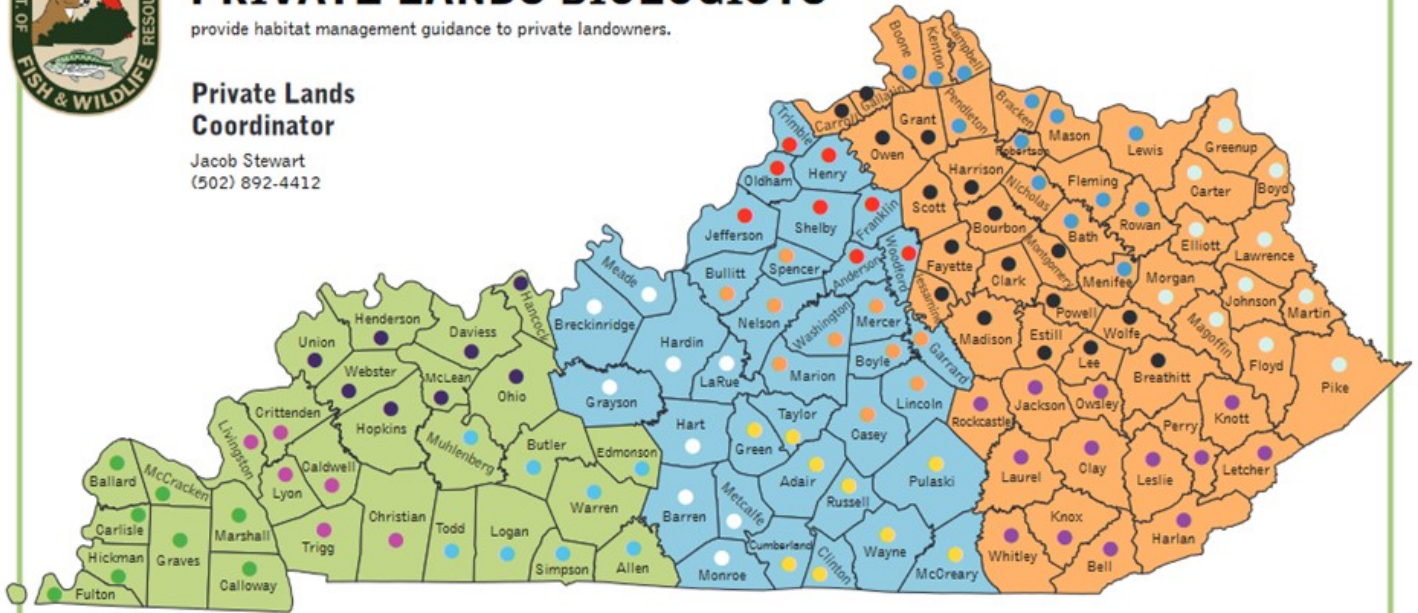 PRIVATE LANDS BIOLOGISTS
provide habitat management guidance to private landowners.
T. OF
FISH & WILDLIFE
Private Lands
Coordinator
Jacob Stewart
(502) 892-4412
Boone
Kenton
Campbell
Gallatin
Carroll
Trimble
Grant
Pendleton
Bracken
Mason
Owen
Robertson
Lewis
Greenup
Oldham
Henry
Harrison
Nicholas
Fleming
Carter
Boyd
Scott
Rowan
Jefferson
Shelby
Franklin
Bourbon
Bath
Elliott
Lawrence
Meade
Bullitt
Spencer
Anderson
Woodford
Fayette
Clark
Montgomery
Menifee
Morgan
Johnson
Martin
Hancock
Breckinridge
Nelson
Washington
Mercer
Jessamine
Madison
Powell
Estill
Wolfe
Magoffin
Henderson
Daviess
Union
Hardin
Boyle
Garrard
Lee
Breathitt
Floyd
Pike
Webster
McLean
Ohio
LaRue
Marion
Grayson
Lincoln
Jackson
Owsley
Knott
Crittenden
Hopkins
Muhlenberg
Butler
Edmonson
Hart
Taylor
Green
Casey
Rockcastle
Perry
Livingston
Caldwell
Lyon
Ballard
McCracken
Warren
Barren
Metcalfe
Adair
Russell
Pulaski
Laurel
Clay
Leslie
Letcher
Carlisle
Graves
Marshall
Trigg
Christian
Todd
Logan
Simpson
Allen
Monroe
Cumberland
Clinton
Wayne
McCreary
Whitley
Knox
Bell
Harlan
Hickman
Fulton
Calloway